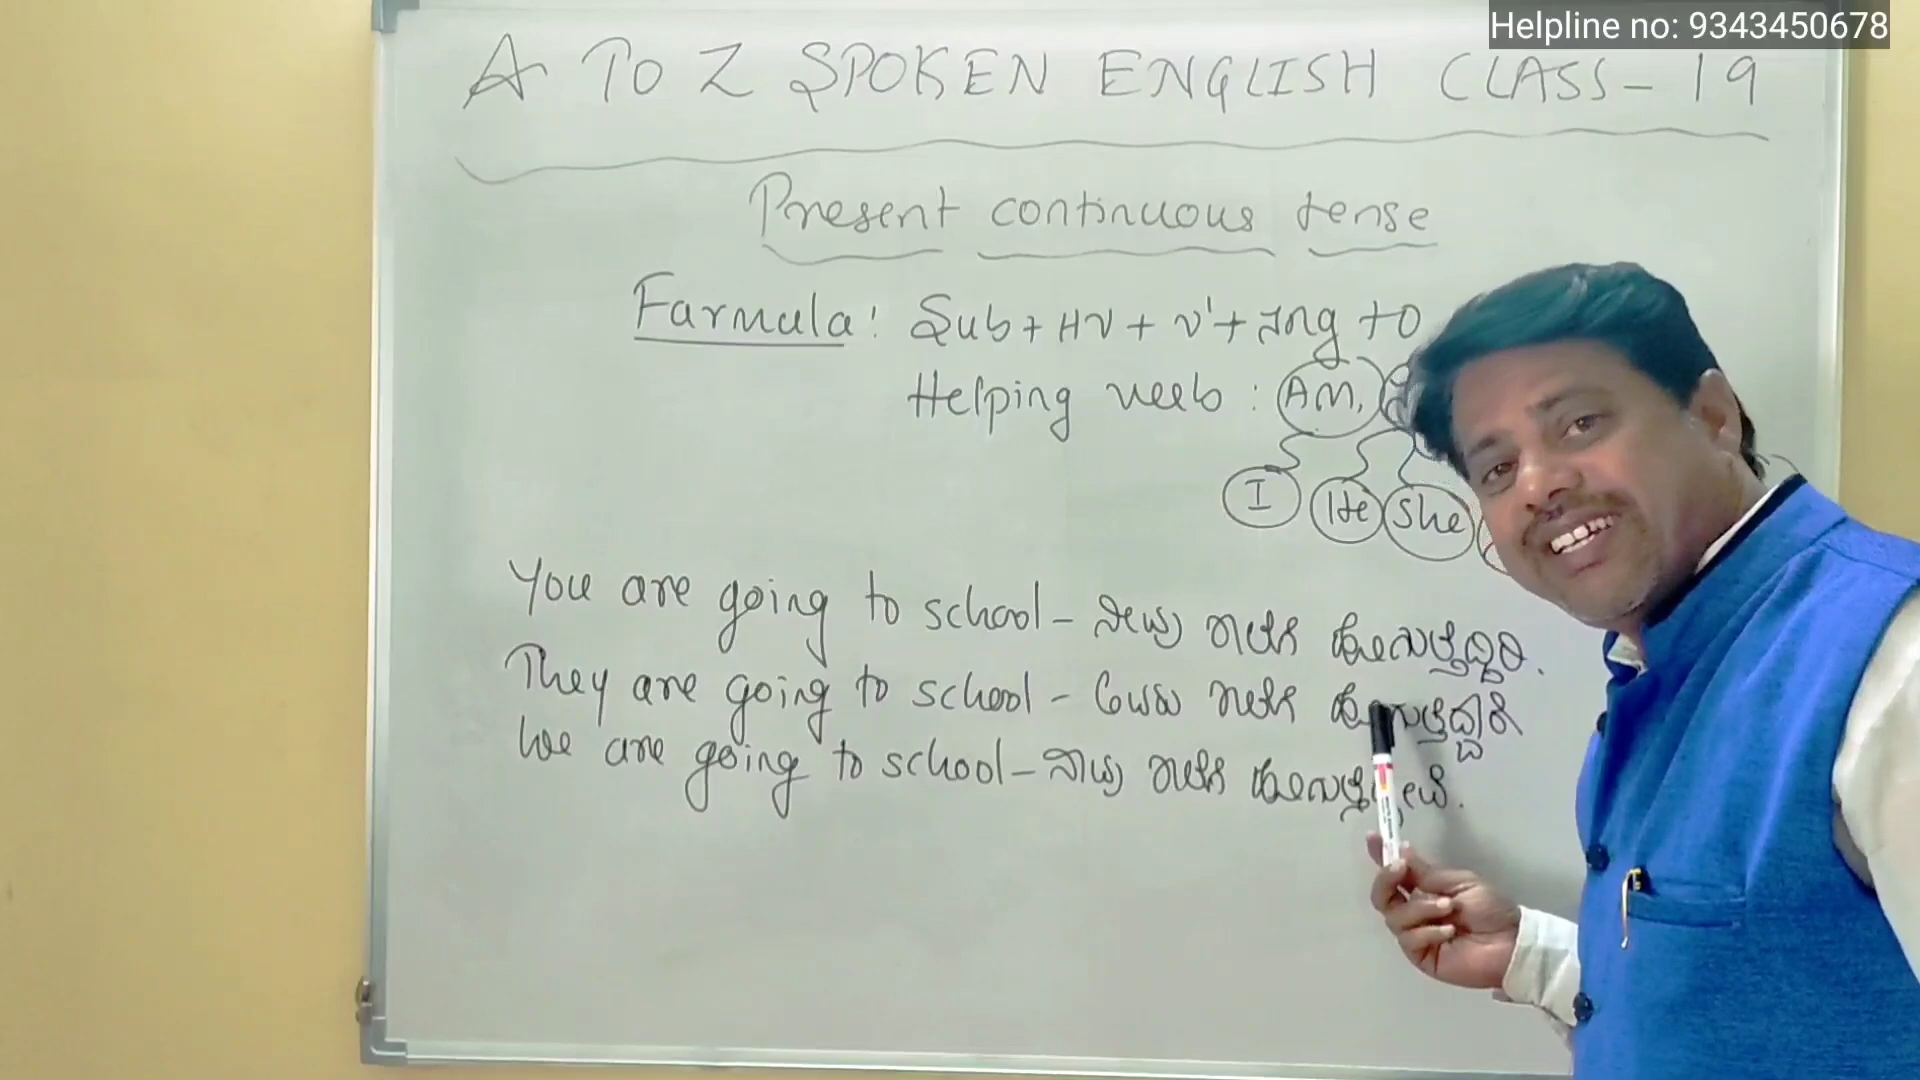 Helpline no: 9343450678
A TO Z SPOKEN ENGLISH CLASS - 19
Present continuous tense
Farmula: Sub + HV + V¹ + Ing + O
Helping verb : AM,
I He She
You are going to school - ನೀವು ಶಾಲೆಗೆ ಹೋಗುತ್ತಿದ್ದಿರಿ.
They are going to school - ಅವರು ಶಾಲೆಗೆ ಹೋಗುತ್ತಿದ್ದಾರೆ
We are going to school - ನಾವು ಶಾಲೆಗೆ